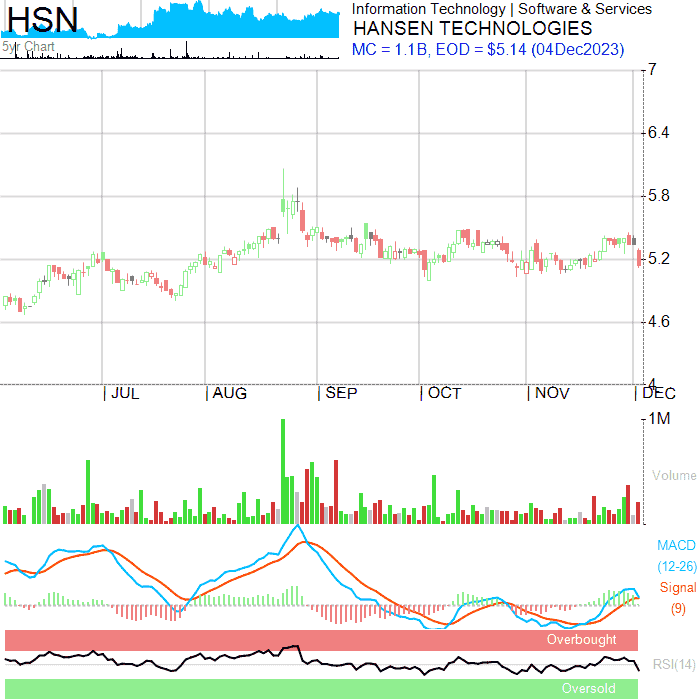 HSN
5yr Chart
Information Technology | Software & Services
HANSEN TECHNOLOGIES
MC = 1.1B, EOD = $5.14 (04Dec2023)
7
6.4
5.8
5.2
4.6
4
JUL AUG SEP OCT NOV DEC
1M
Volume
MACD
(12-26)
Signal
(9)
Overbought
RSI(14)
Oversold